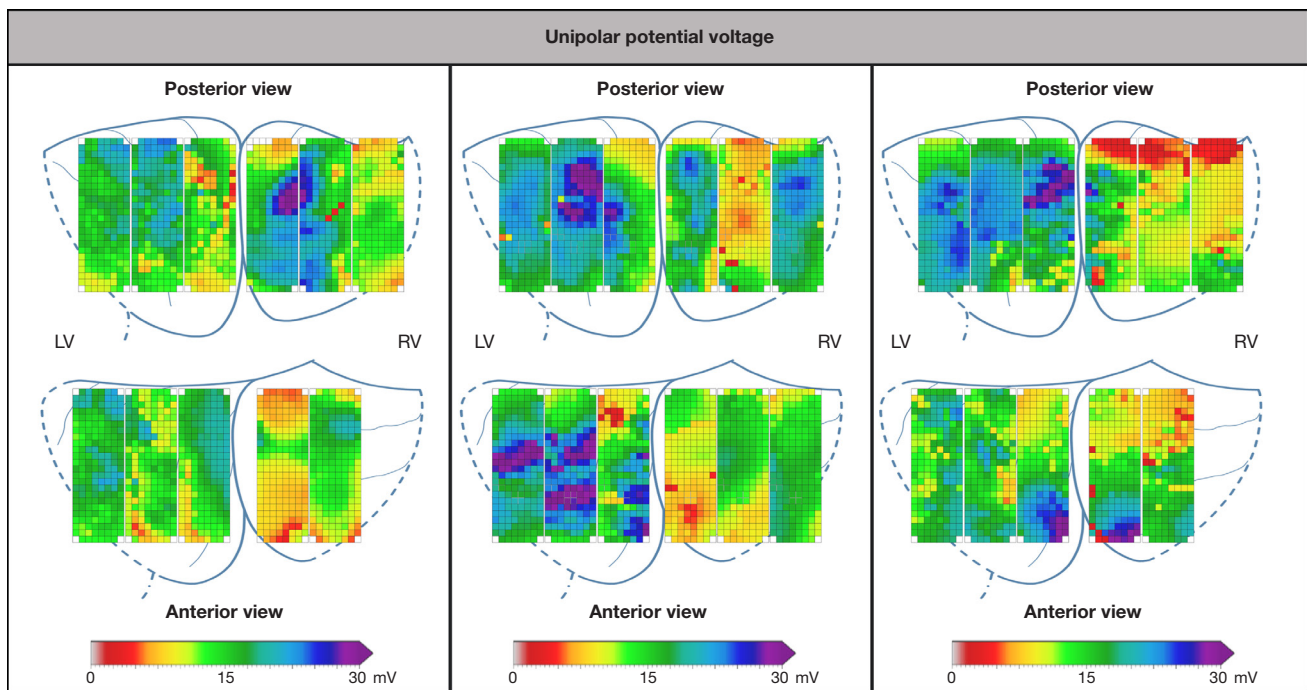 Unipolar potential voltage
Posterior view
Posterior view
Posterior view
LV
RV
LV
RV
LV
RV
Anterior view
Anterior view
Anterior view
0
15
30 mV
0
15
30 mV
0
15
30 mV